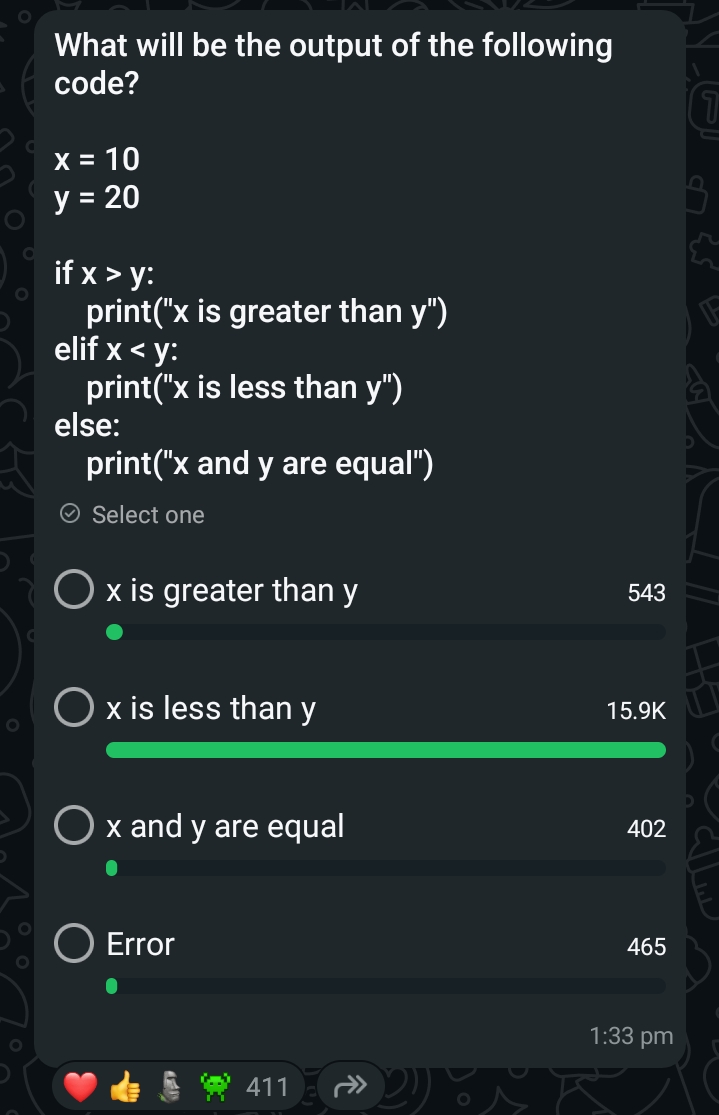 What will be the output of the following
code?
x = 10
y = 20
if x > y:
print("x is greater than y")
elif x < y:
print("x is less than y")
else:
print("x and y are equal")
Select one
x is greater than y 543
x is less than y 15.9K
x and y are equal 402
Error 465
1:33 pm
411